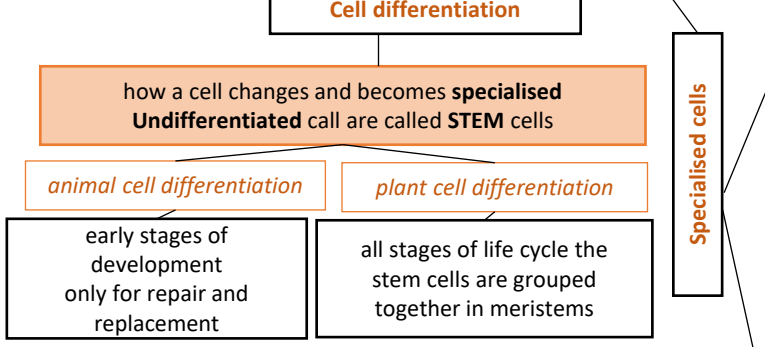 Cell differentiation
how a cell changes and becomes specialised
Undifferentiated call are called STEM cells
animal cell differentiation
plant cell differentiation
early stages of
development
only for repair and
replacement
all stages of life cycle the
stem cells are grouped
together in meristems
Specialised cells